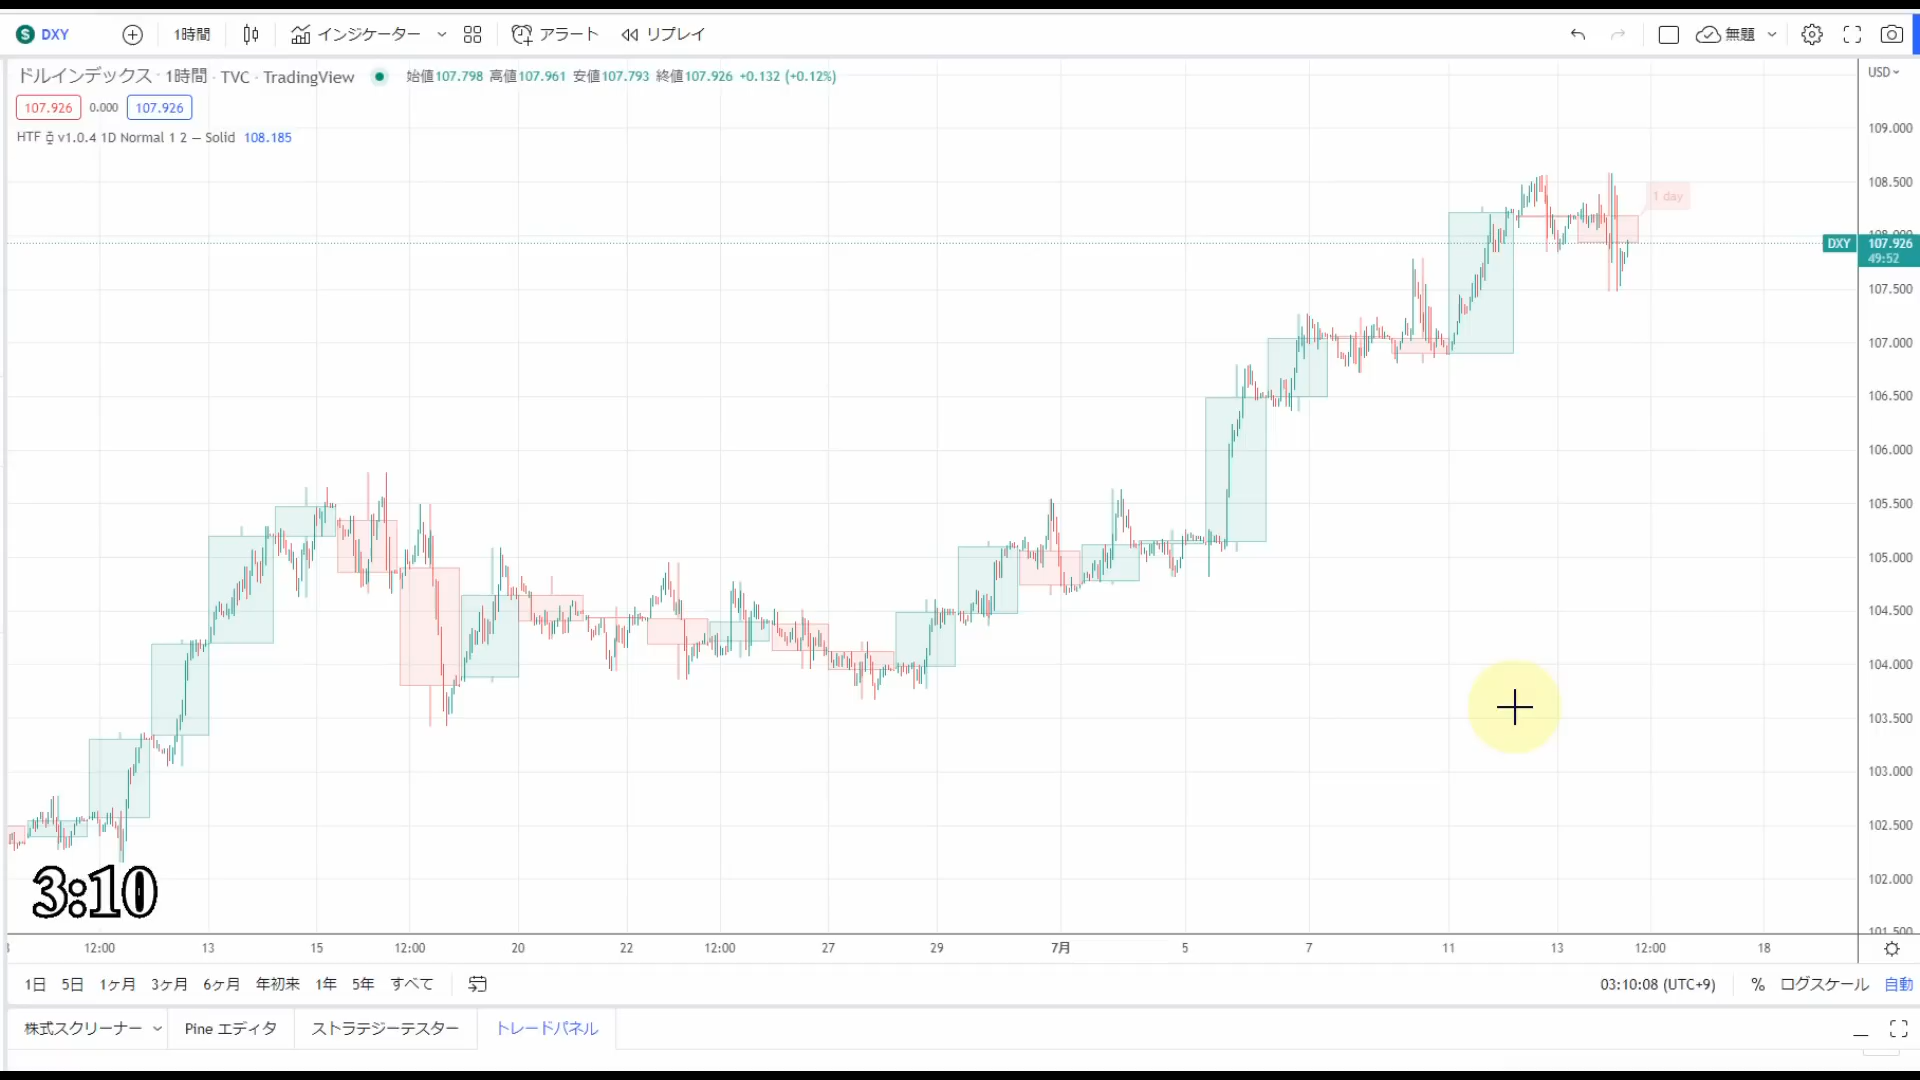 DXY 1時間 インジケーター アラート リプレイ 無題
ドルインデックス · 1時間 · TVC · TradingView 始値107.798 高値107.961 安値107.793 終値107.926 +0.132 (+0.12%) USD
107.926 0.000 107.926
HTF v1.0.4 1D Normal 1 2 — Solid 108.185
109.000
108.500
1 day
DXY 107.926
49:52
107.500
107.000
106.500
106.000
105.500
105.000
104.500
104.000
103.500
103.000
102.500
102.000
3:10
12:00 13 15 12:00 20 22 12:00 27 29 7月 5 7 11 13 12:00 18
1日 5日 1ヶ月 3ヶ月 6ヶ月 年初来 1年 5年 すべて 03:10:08 (UTC+9) % ログスケール 自動
株式スクリーナー Pine エディタ ストラテジーテスター トレードパネル